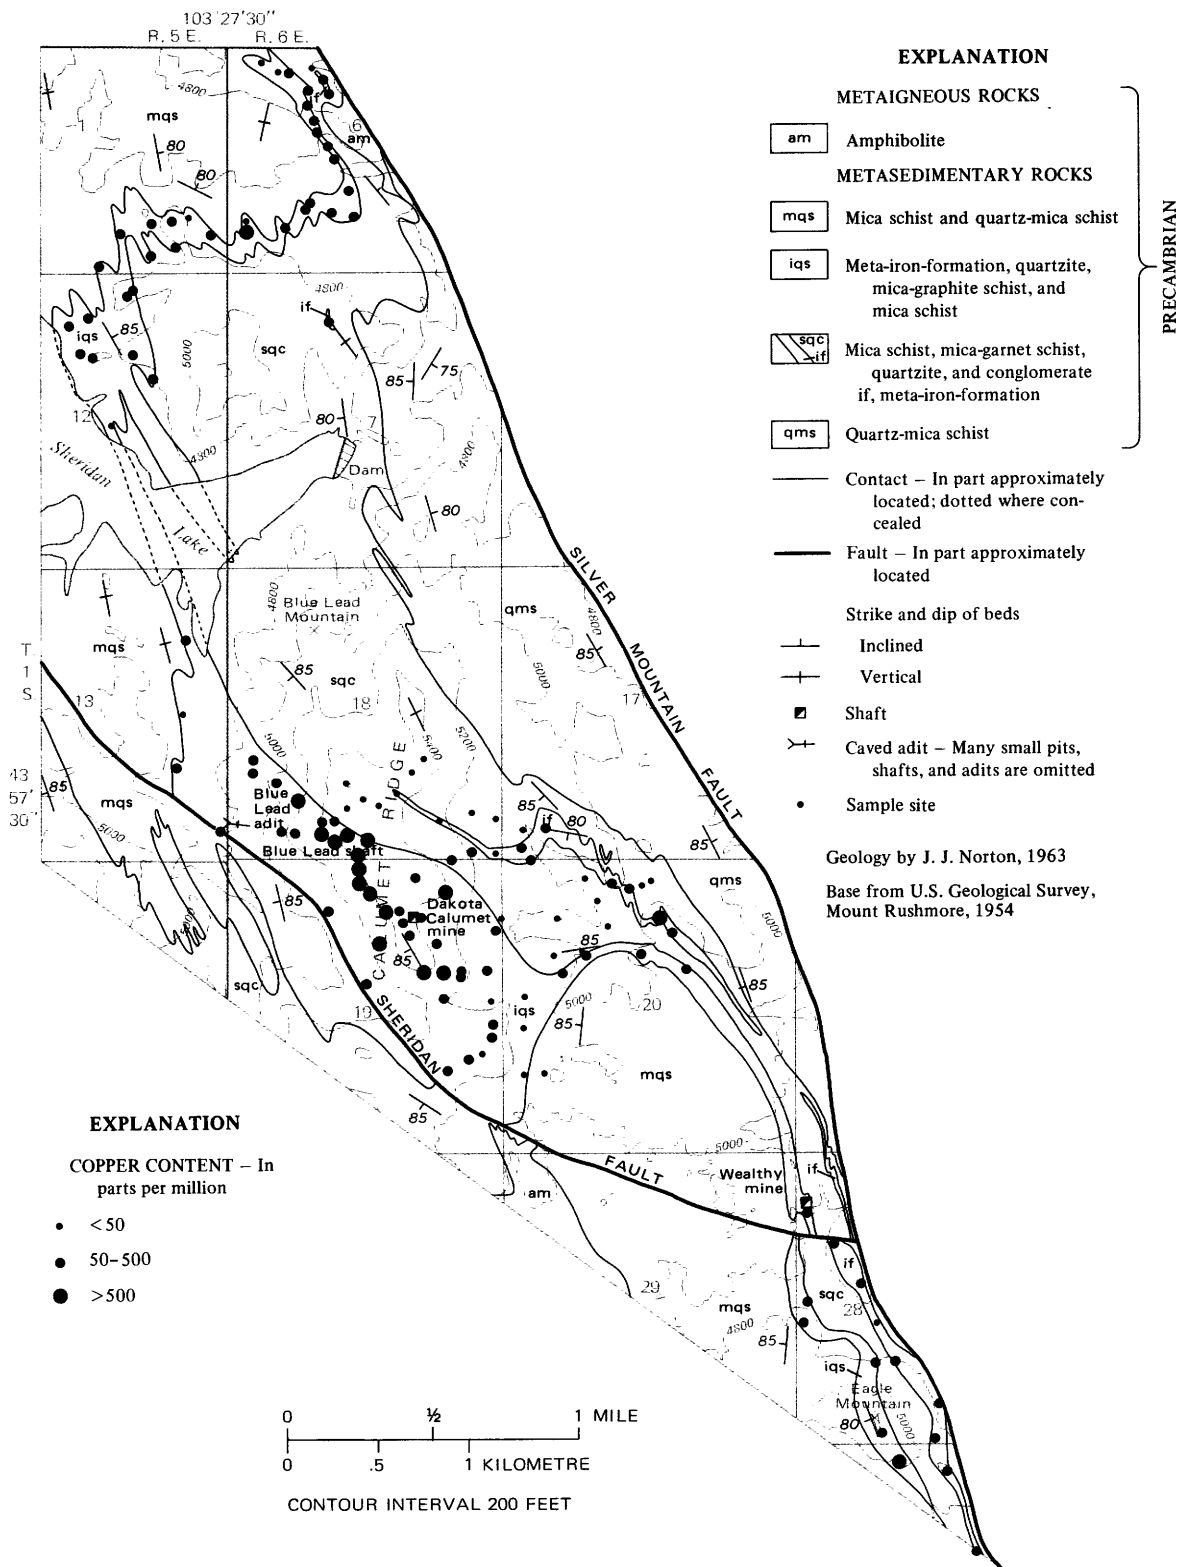 103°27'30"
R. 5 E.
R. 6 E.
EXPLANATION
METAIGNEOUS ROCKS
am
Amphibolite
METASEDIMENTARY ROCKS
mqs
Mica schist and quartz-mica schist
iqs
Meta-iron-formation, quartzite,
mica-graphite schist, and
mica schist
sqc
if
Mica schist, mica-garnet schist,
quartzite, and conglomerate
if, meta-iron-formation
qms
Quartz-mica schist
PRECAMBRIAN
Contact – In part approximately
located; dotted where con-
cealed
Fault – In part approximately
located
Strike and dip of beds
Inclined
Vertical
Shaft
Caved adit – Many small pits,
shafts, and adits are omitted
Sample site
Geology by J. J. Norton, 1963
Base from U.S. Geological Survey,
Mount Rushmore, 1954
4800
1
mqs
if
6
am
80
80
4800
if
sqc
iqs
85
5000
85
75
12
80
7
4800
4800
Sheridan
Dam
80
Lake
SILVER
MOUNTAIN
FAULT
4800
Blue Lead
Mountain
qms
4800
85
T.
1
S.
mqs
85
sqc
5000
13
18
17
5200
5400
5000
43
57'
30"
85
mqs
5000
Blue
Lead
adit
CALUMET RIDGE
85
if
80
Blue Lead shaft
85
qms
85
Dakota
Calumet
mine
5000
5000
85
85
85
sqc
19
SHERIDAN
iqs
5000
20
85
mqs
85
5000
FAULT
Wealthy
mine
if
am
EXPLANATION
COPPER CONTENT – In
parts per million
<50
50–500
>500
29
mqs
4800
if
sqc
28
85
iqs
Eagle
Mountain
80
5000
0 ½ 1 MILE
0 .5 1 KILOMETRE
CONTOUR INTERVAL 200 FEET